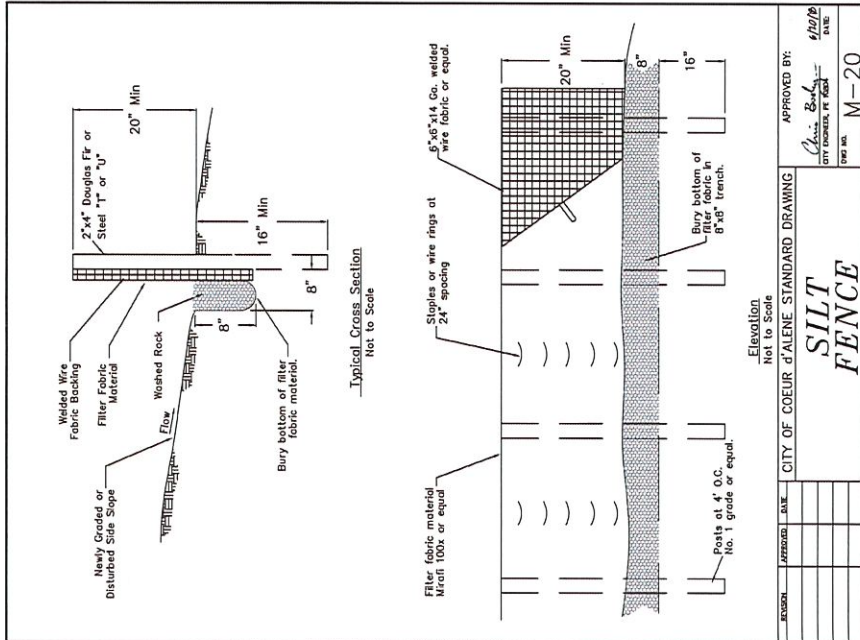 20" Min
2"x4" Douglas Fir or
Steel "T" or "U"
16" Min
8"
8"
Welded Wire
Fabric Backing
Filter Fabric
Material
Washed Rock
Flow
Newly Graded or
Disturbed Side Slope
Bury bottom of filter
fabric material.
Typical Cross Section
Not to Scale
Filter fabric material
Mirafi 100x or equal
Staples or wire rings at
24" spacing
6"x6"x14 Ga. welded
wire fabric or equal.
20" Min
8"
16"
Bury bottom of
filter fabric in
8"x8" trench.
Posts at 4' O.C.
No. 1 grade or equal.
Elevation
Not to Scale
REVISION
APPROVED
DATE
CITY OF COEUR d'ALENE STANDARD DRAWING
SILT
FENCE
APPROVED BY:
CITY ENGINEER, PE
DATE:
DWG NO.
M-20